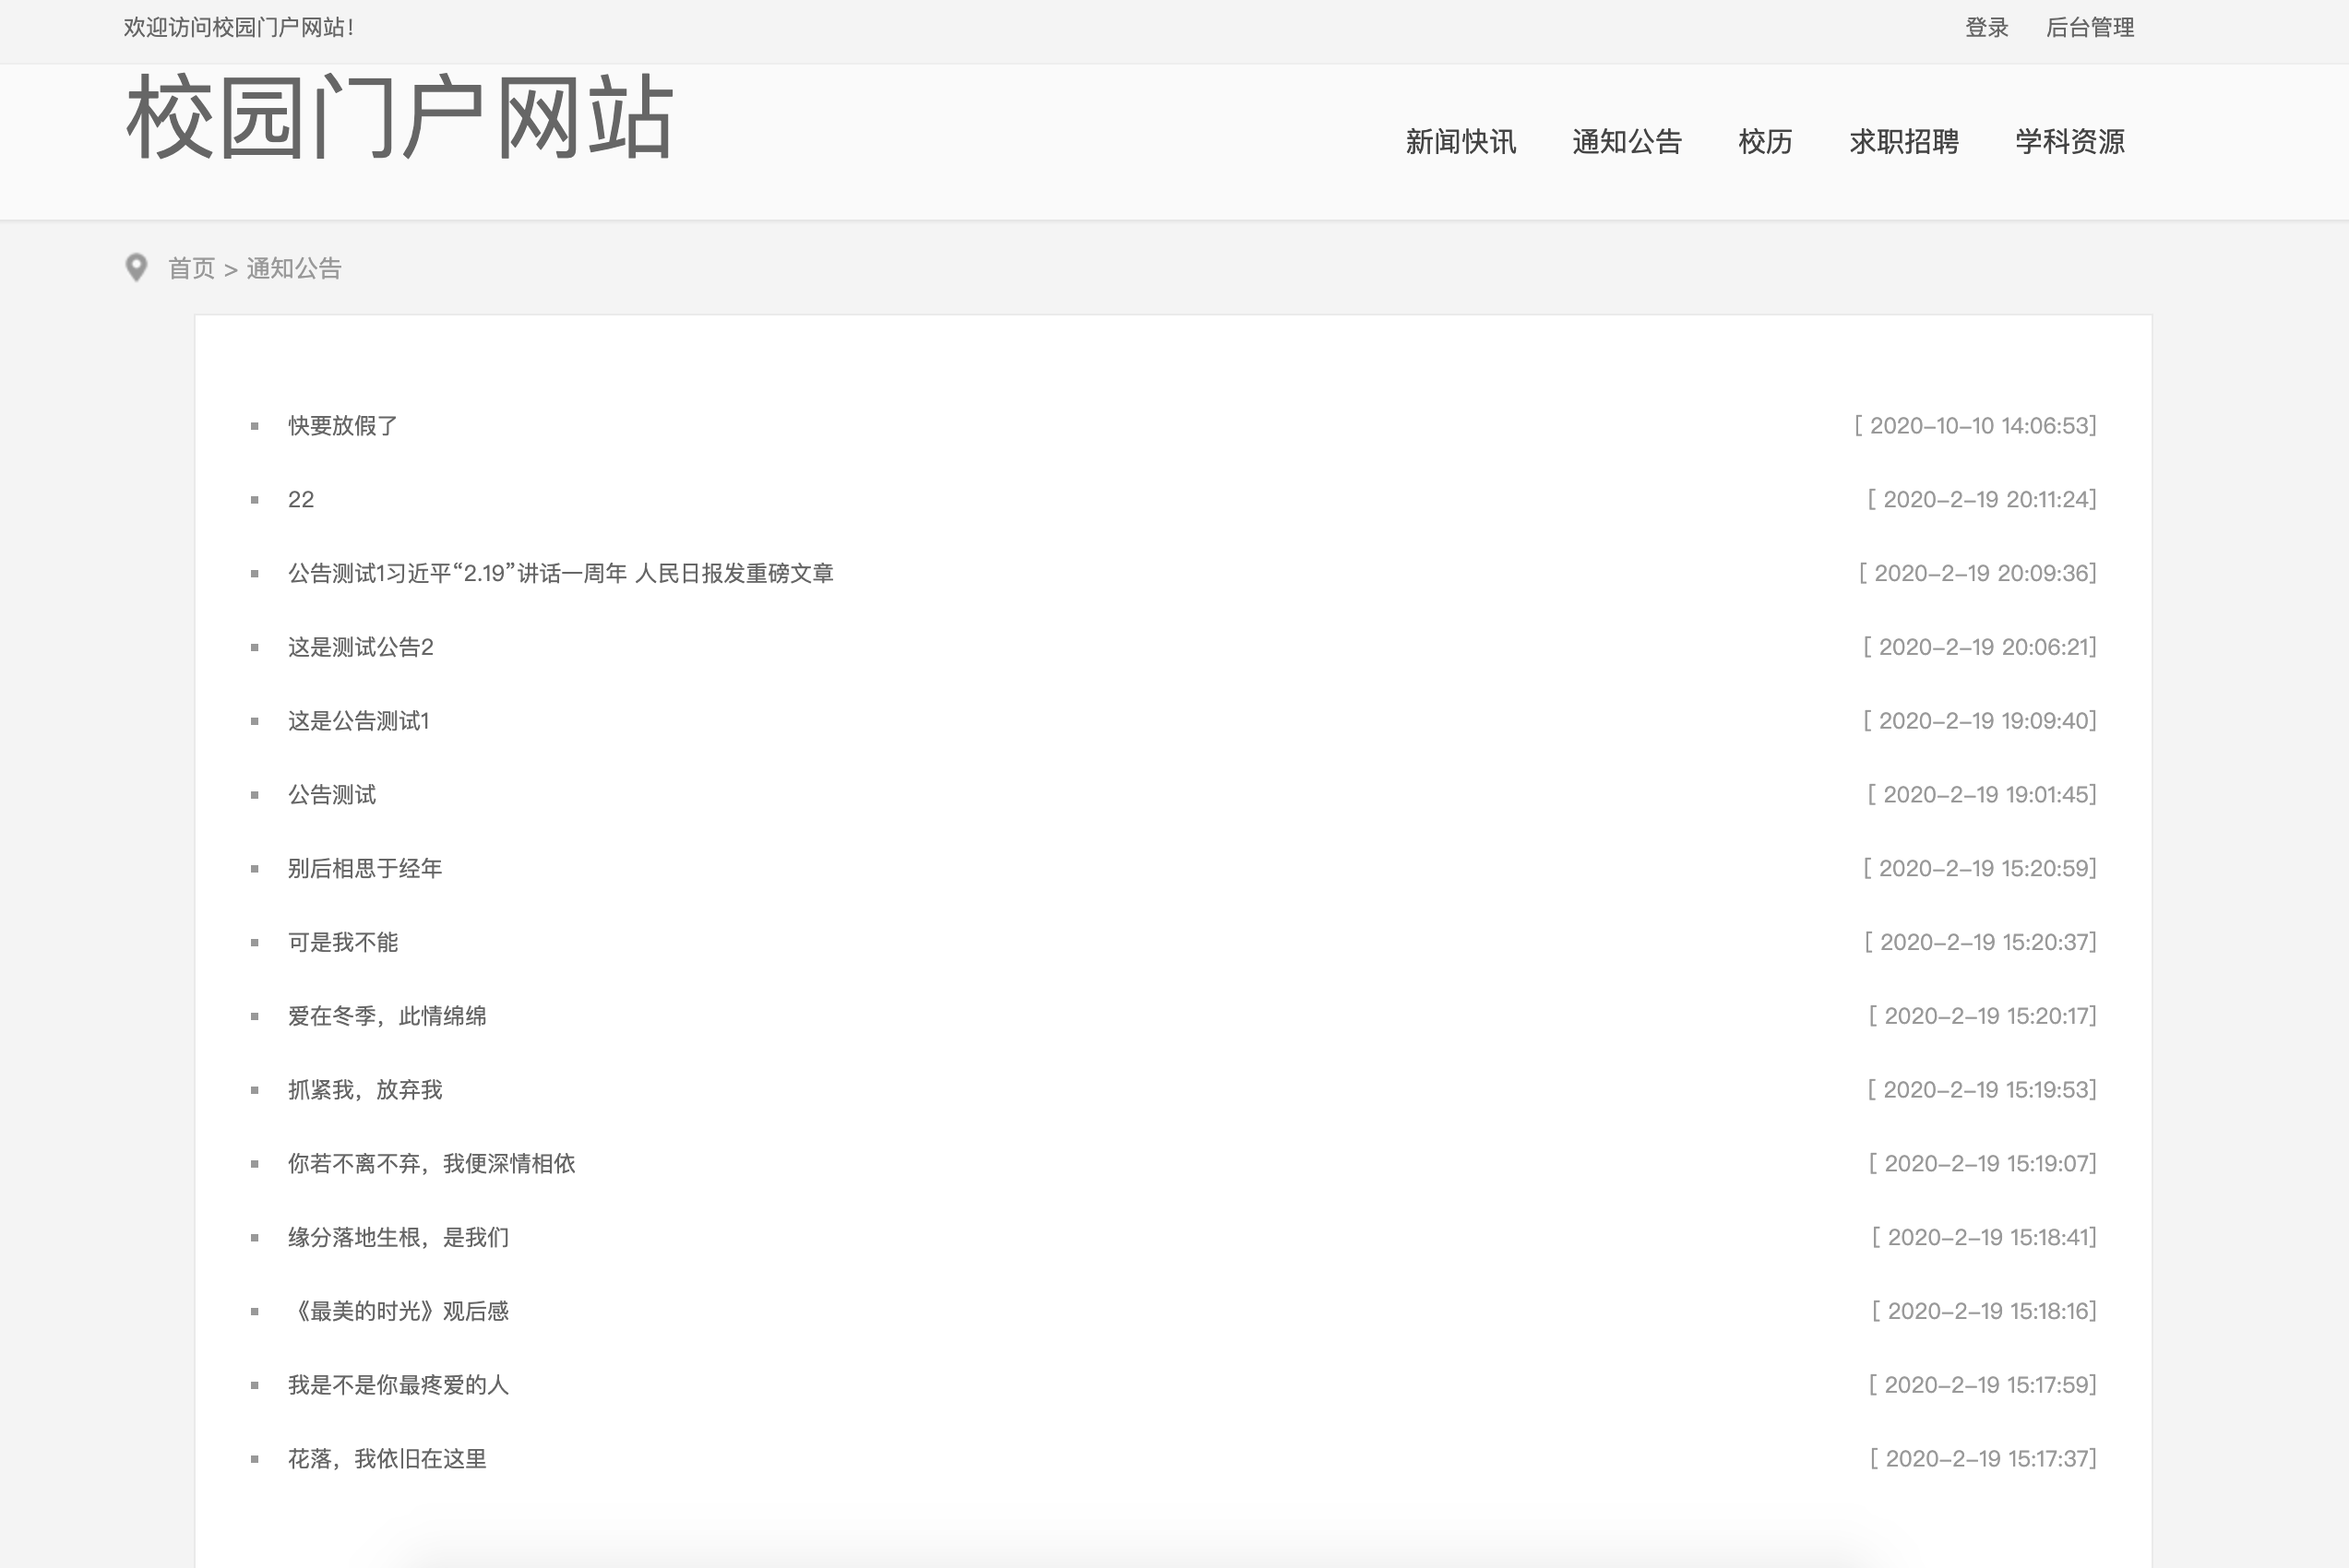 欢迎访问校园门户网站！ 登录 后台管理
校园门户网站
新闻快讯 通知公告 校历 求职招聘 学科资源
首页 > 通知公告
快要放假了 [ 2020-10-10 14:06:53]
22 [ 2020-2-19 20:11:24]
公告测试1习近平“2.19”讲话一周年 人民日报发重磅文章 [ 2020-2-19 20:09:36]
这是测试公告2 [ 2020-2-19 20:06:21]
这是公告测试1 [ 2020-2-19 19:09:40]
公告测试 [ 2020-2-19 19:01:45]
别后相思于经年 [ 2020-2-19 15:20:59]
可是我不能 [ 2020-2-19 15:20:37]
爱在冬季，此情绵绵 [ 2020-2-19 15:20:17]
抓紧我，放弃我 [ 2020-2-19 15:19:53]
你若不离不弃，我便深情相依 [ 2020-2-19 15:19:07]
缘分落地生根，是我们 [ 2020-2-19 15:18:41]
《最美的时光》观后感 [ 2020-2-19 15:18:16]
我是不是你最疼爱的人 [ 2020-2-19 15:17:59]
花落，我依旧在这里 [ 2020-2-19 15:17:37]